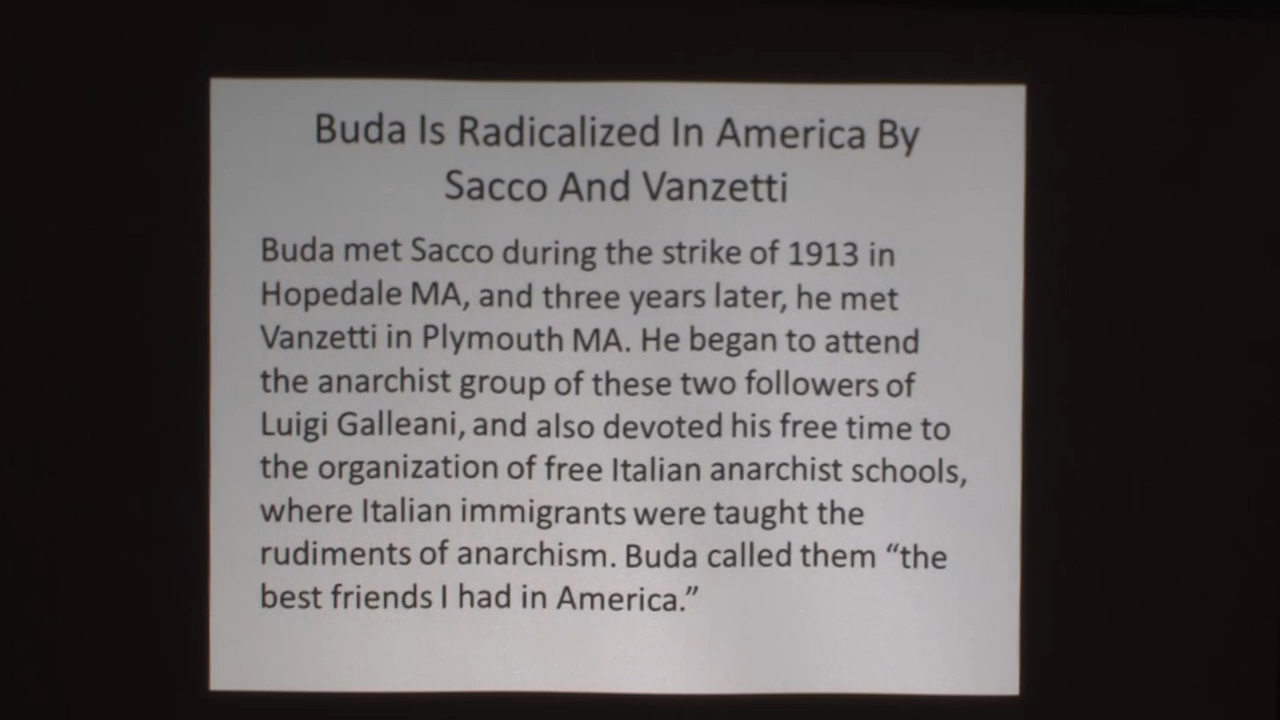 Buda Is Radicalized In America By
Sacco And Vanzetti
Buda met Sacco during the strike of 1913 in
Hopedale MA, and three years later, he met
Vanzetti in Plymouth MA. He began to attend
the anarchist group of these two followers of
Luigi Galleani, and also devoted his free time to
the organization of free Italian anarchist schools,
where Italian immigrants were taught the
rudiments of anarchism. Buda called them “the
best friends I had in America.”